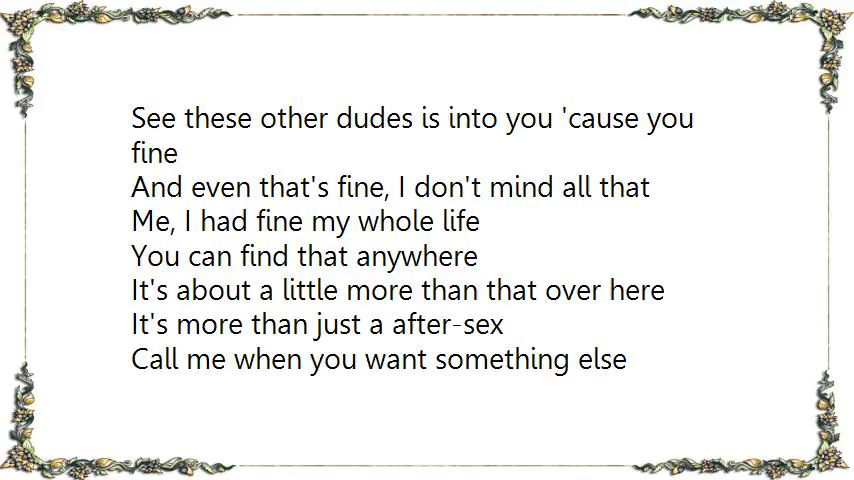 See these other dudes is into you 'cause you
fine
And even that's fine, I don't mind all that
Me, I had fine my whole life
You can find that anywhere
It's about a little more than that over here
It's more than just a after-sex
Call me when you want something else